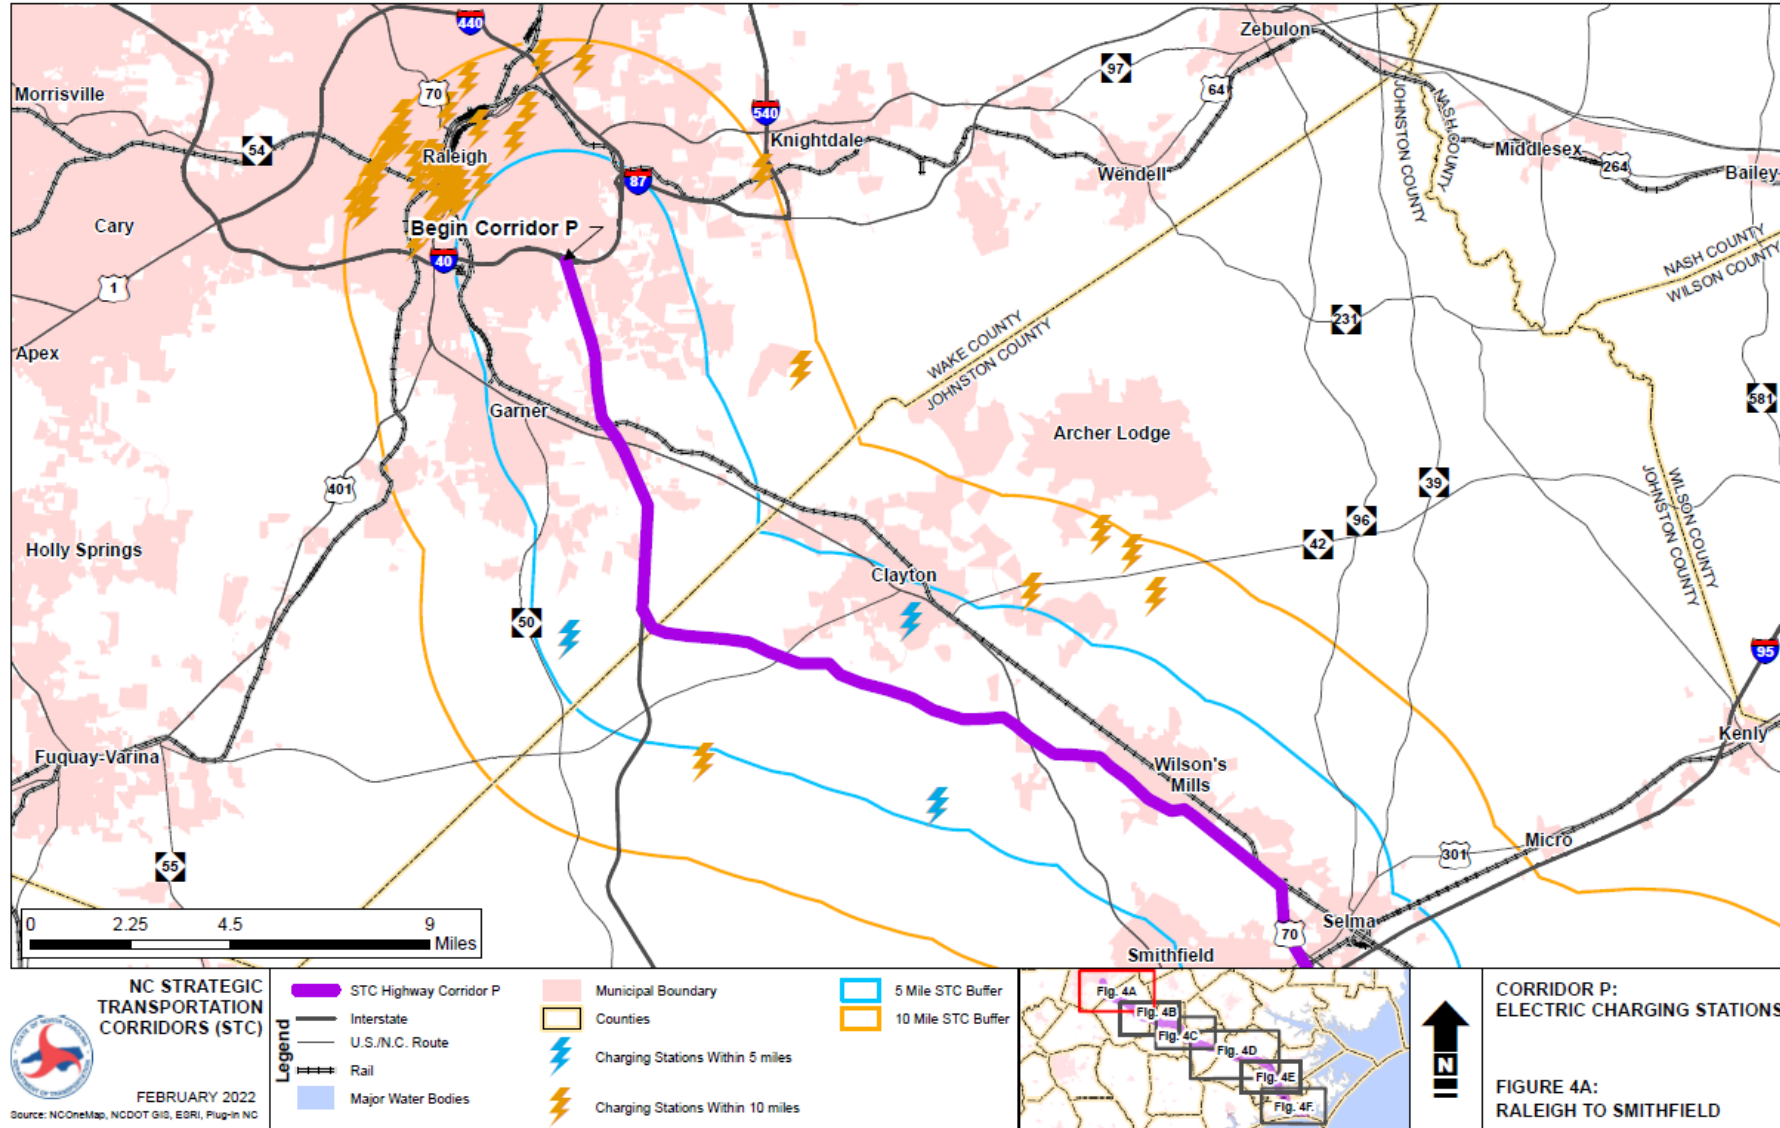 440
Zebulon
97
70
64
Morrisville
540
JOHNSTON COUNTY
NASH COUNTY
Knightdale
54
Raleigh
Middlesex
264
Wendell
87
Bailey
Cary
Begin Corridor P
40
NASH COUNTY
WILSON COUNTY
1
231
WAKE COUNTY
JOHNSTON COUNTY
Apex
581
Garner
Archer Lodge
401
39
WILSON COUNTY
JOHNSTON COUNTY
96
42
Holly Springs
Clayton
50
95
Kenly
Fuquay-Varina
Wilson's
Mills
Micro
301
55
Selma
70
Smithfield
0 2.25 4.5 9
Miles
NC STRATEGIC
TRANSPORTATION
CORRIDORS (STC)
STATE OF NORTH CAROLINA
DEPARTMENT OF TRANSPORTATION
FEBRUARY 2022
Source: NCOneMap, NCDOT GIS, ESRI, Plug-In NC
Legend
STC Highway Corridor P
Interstate
U.S./N.C. Route
Rail
Major Water Bodies
Municipal Boundary
Counties
Charging Stations Within 5 miles
Charging Stations Within 10 miles
5 Mile STC Buffer
10 Mile STC Buffer
Fig. 4A
Fig. 4B
Fig. 4C
Fig. 4D
Fig. 4E
Fig. 4F
N
CORRIDOR P:
ELECTRIC CHARGING STATIONS
FIGURE 4A:
RALEIGH TO SMITHFIELD